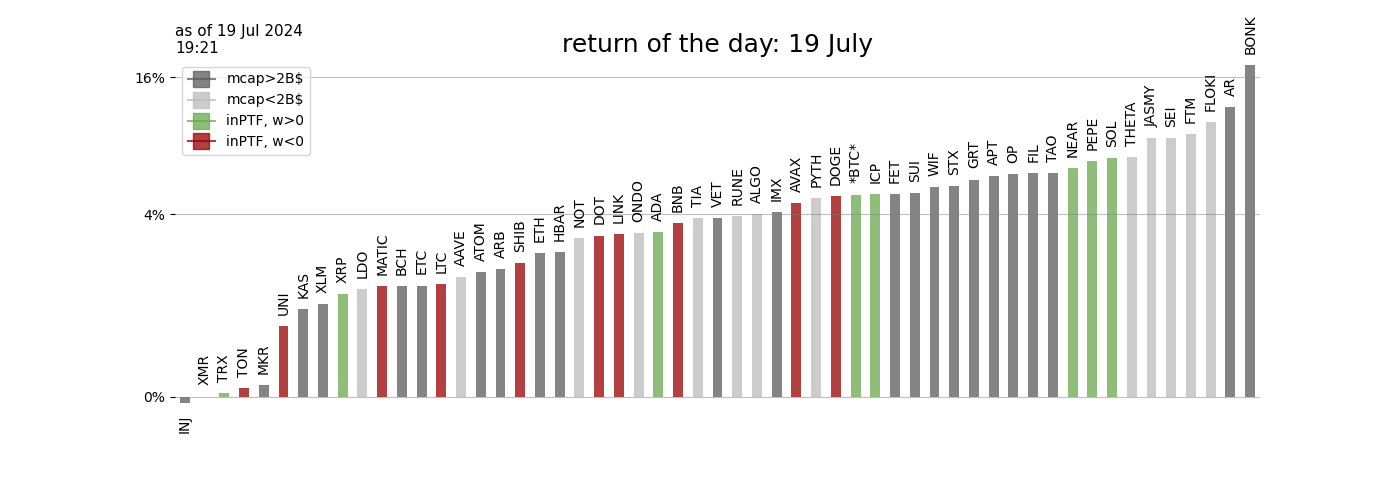 as of 19 Jul 2024
19:21
return of the day: 19 July
mcap>2B$
mcap<2B$
inPTF, w>0
inPTF, w<0
16%
4%
0%
INJ
XMR
TRX
TON
MKR
UNI
KAS
XLM
XRP
LDO
MATIC
BCH
ETC
LTC
AAVE
ATOM
ARB
SHIB
ETH
HBAR
NOT
DOT
LINK
ONDO
ADA
BNB
TIA
VET
RUNE
ALGO
IMX
AVAX
PYTH
DOGE
*BTC*
ICP
FET
SUI
WIF
STX
GRT
APT
OP
FIL
TAO
NEAR
PEPE
SOL
THETA
JASMY
SEI
FTM
FLOKI
AR
BONK